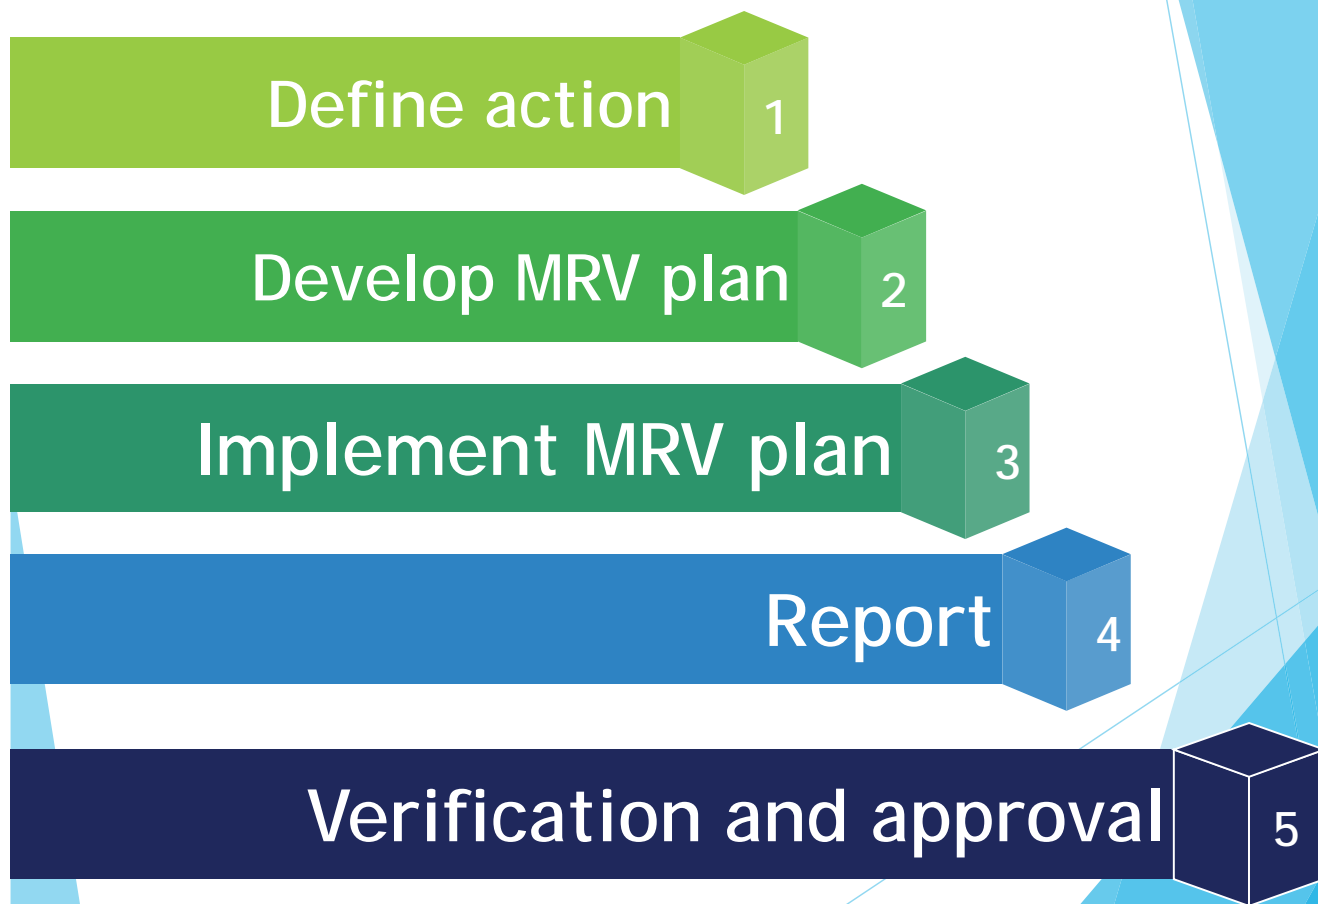 Define action 1
Develop MRV plan 2
Implement MRV plan 3
Report 4
Verification and approval 5